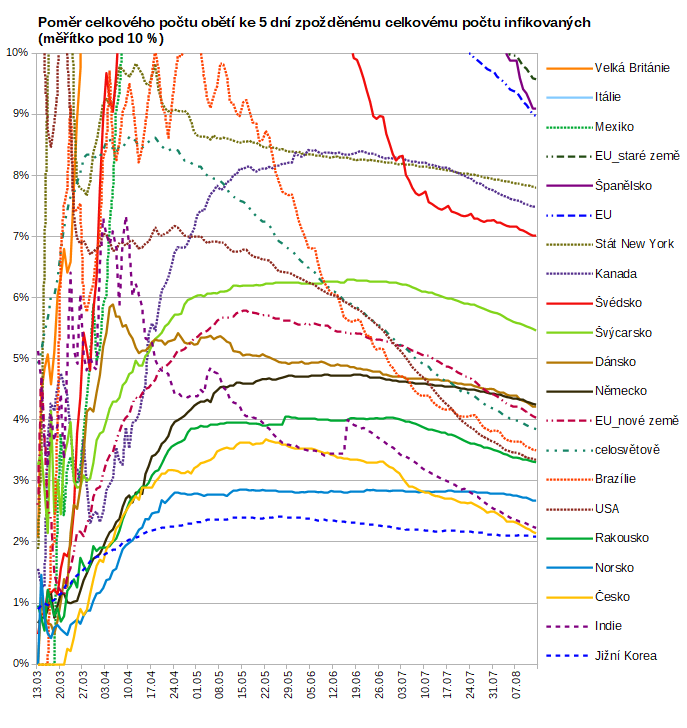 Poměr celkového počtu obětí ke 5 dní zpožděnému celkovému počtu infikovaných
(měřítko pod 10 %)
10%
9%
8%
7%
6%
5%
4%
3%
2%
1%
0%
13.03
20.03
27.03
03.04
10.04
17.04
24.04
01.05
08.05
15.05
22.05
29.05
05.06
12.06
19.06
26.06
03.07
10.07
17.07
24.07
31.07
07.08
Velká Británie
Itálie
Mexiko
EU_staré země
Španělsko
EU
Stát New York
Kanada
Švédsko
Švýcarsko
Dánsko
Německo
EU_nové země
celosvětově
Brazílie
USA
Rakousko
Norsko
Česko
Indie
Jižní Korea